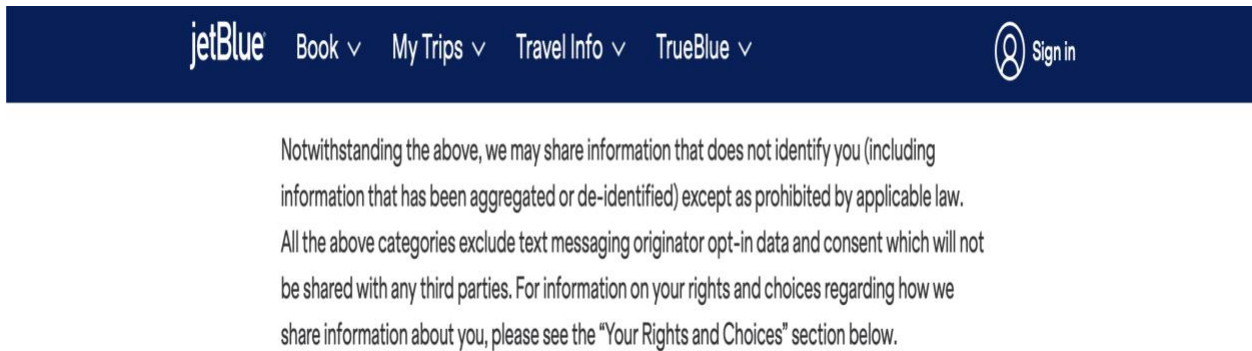 jetBlue Book My Trips Travel Info TrueBlue Sign in
Notwithstanding the above, we may share information that does not identify you (including
information that has been aggregated or de-identified) except as prohibited by applicable law.
All the above categories exclude text messaging originator opt-in data and consent which will not
be shared with any third parties. For information on your rights and choices regarding how we
share information about you, please see the “Your Rights and Choices” section below.